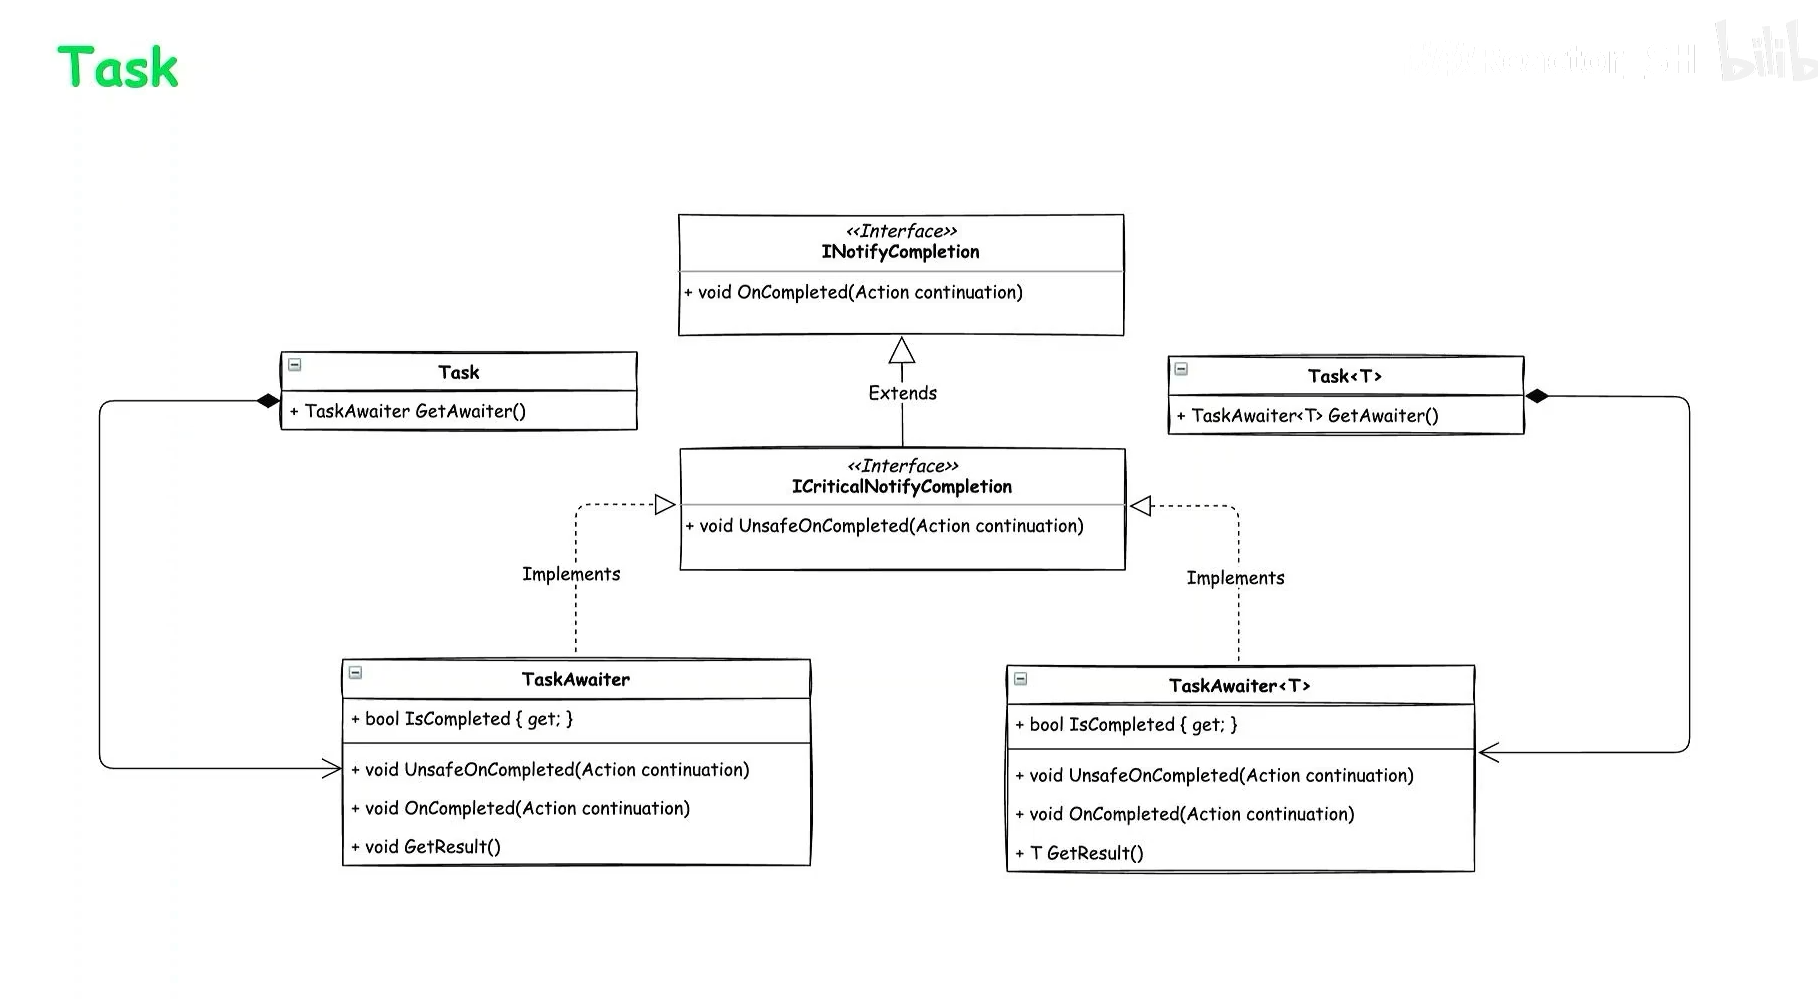 Task
bilib
<<Interface>>
INotifyCompletion
+ void OnCompleted(Action continuation)
Extends
Task
+ TaskAwaiter GetAwaiter()
Task<T>
+ TaskAwaiter<T> GetAwaiter()
<<Interface>>
ICriticalNotifyCompletion
+ void UnsafeOnCompleted(Action continuation)
Implements
Implements
TaskAwaiter
+ bool IsCompleted { get; }
+ void UnsafeOnCompleted(Action continuation)
+ void OnCompleted(Action continuation)
+ void GetResult()
TaskAwaiter<T>
+ bool IsCompleted { get; }
+ void UnsafeOnCompleted(Action continuation)
+ void OnCompleted(Action continuation)
+ T GetResult()